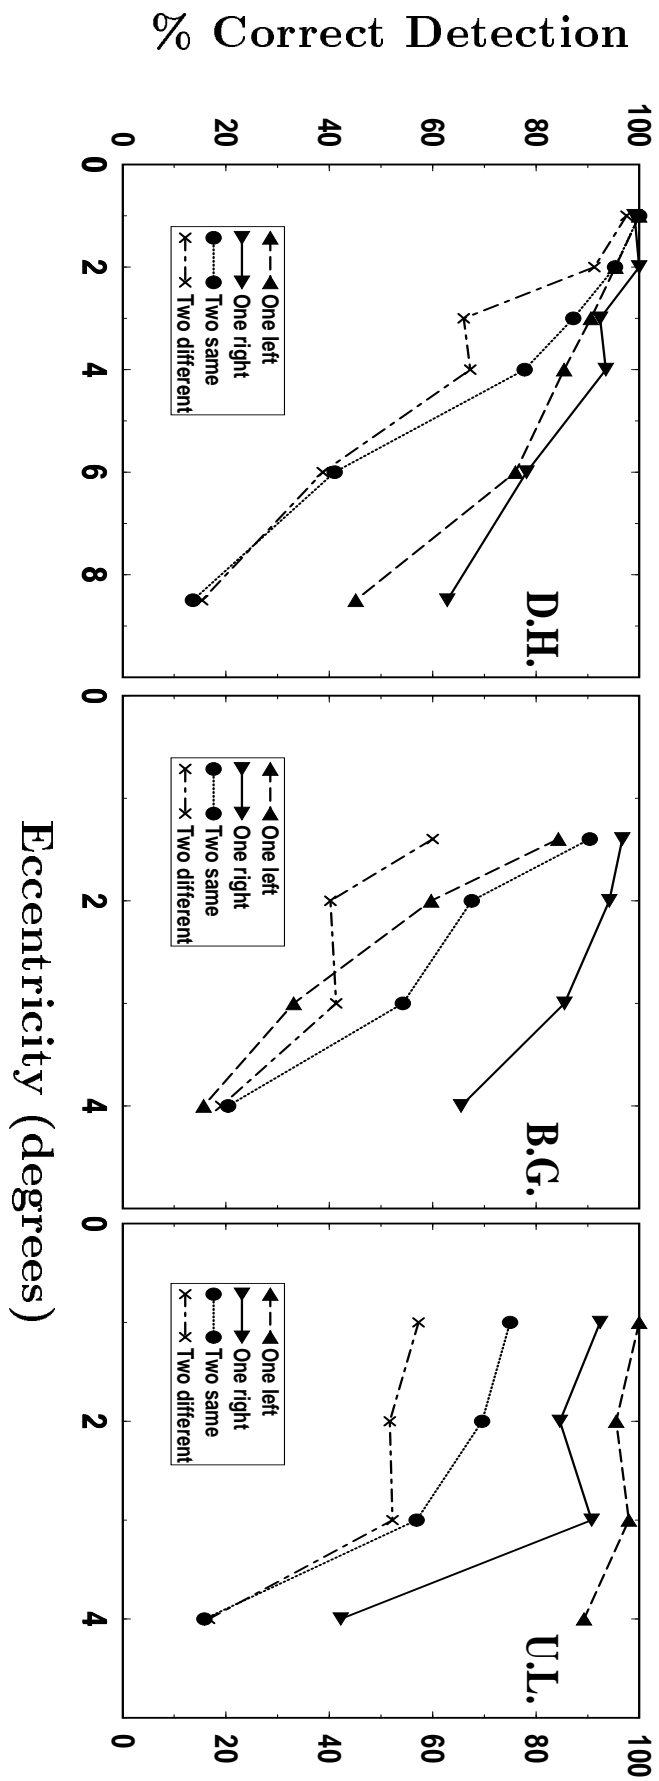 % Correct Detection
0
20
40
60
80
100
0
2
4
6
8
D.H.
One left
One right
Two same
Two different
0
2
4
B.G.
One left
One right
Two same
Two different
0
2
4
U.L.
One left
One right
Two same
Two different
0
20
40
60
80
100
Eccentricity (degrees)